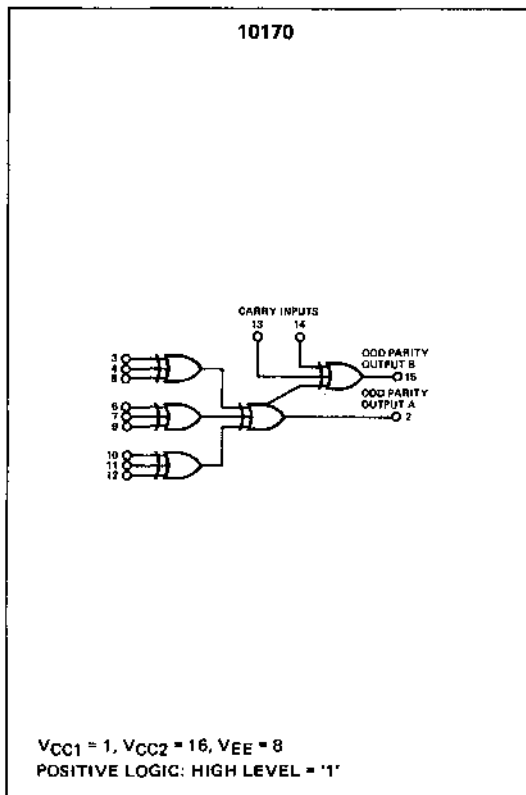 10170
CARRY INPUTS
13 14
3
4
5
6
7
9
10
11
12
ODD PARITY
OUTPUT B
15
ODD PARITY
OUTPUT A
2
VCC1 = 1, VCC2 = 16, VEE = 8
POSITIVE LOGIC: HIGH LEVEL = '1'